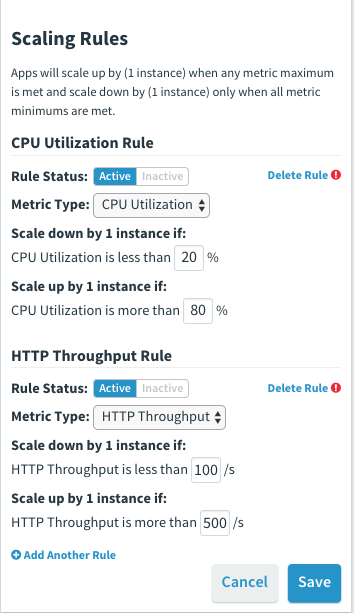 Scaling Rules
Apps will scale up by (1 instance) when any metric maximum
is met and scale down by (1 instance) only when all metric
minimums are met.
CPU Utilization Rule
Rule Status: Active Inactive Delete Rule
Metric Type: CPU Utilization
Scale down by 1 instance if:
CPU Utilization is less than 20 %
Scale up by 1 instance if:
CPU Utilization is more than 80 %
HTTP Throughput Rule
Rule Status: Active Inactive Delete Rule
Metric Type: HTTP Throughput
Scale down by 1 instance if:
HTTP Throughput is less than 100 /s
Scale up by 1 instance if:
HTTP Throughput is more than 500 /s
Add Another Rule
Cancel Save